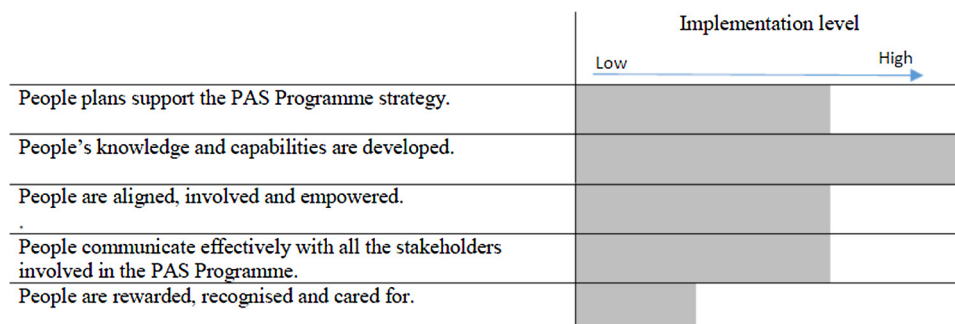 Implementation level
Low
High
People plans support the PAS Programme strategy.
People's knowledge and capabilities are developed.
People are aligned, involved and empowered.
.
People communicate effectively with all the stakeholders
involved in the PAS Programme.
People are rewarded, recognised and cared for.